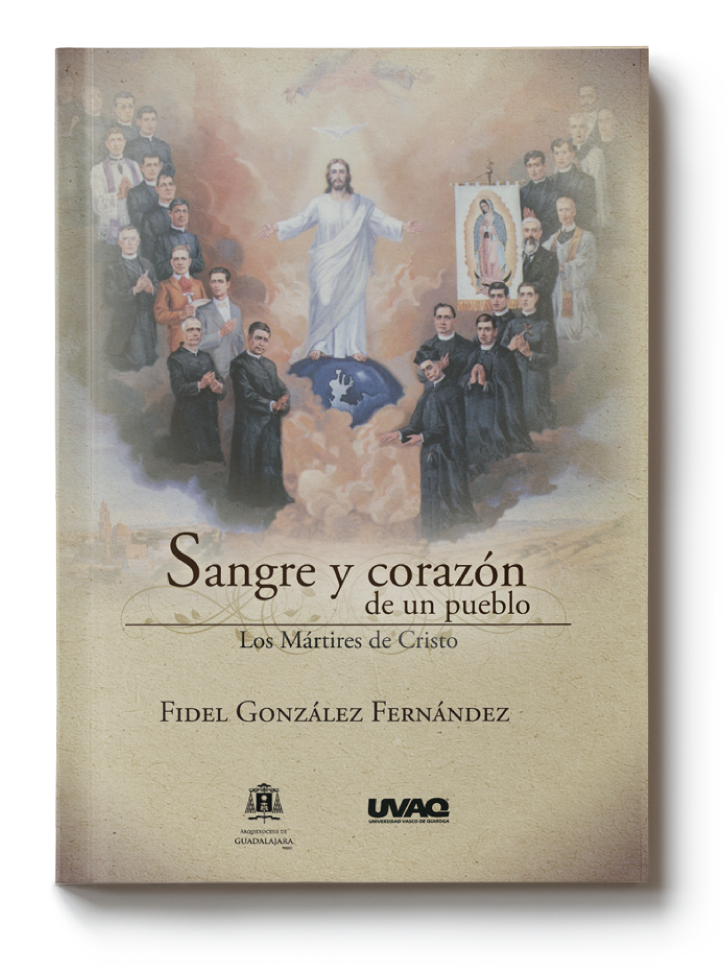 Sangre y corazón
de un pueblo
Los Mártires de Cristo
FIDEL GONZÁLEZ FERNÁNDEZ
ARQUIDIÓCESIS DE
GUADALAJARA
UVAQ
UNIVERSIDAD VASCO DE QUIROGA